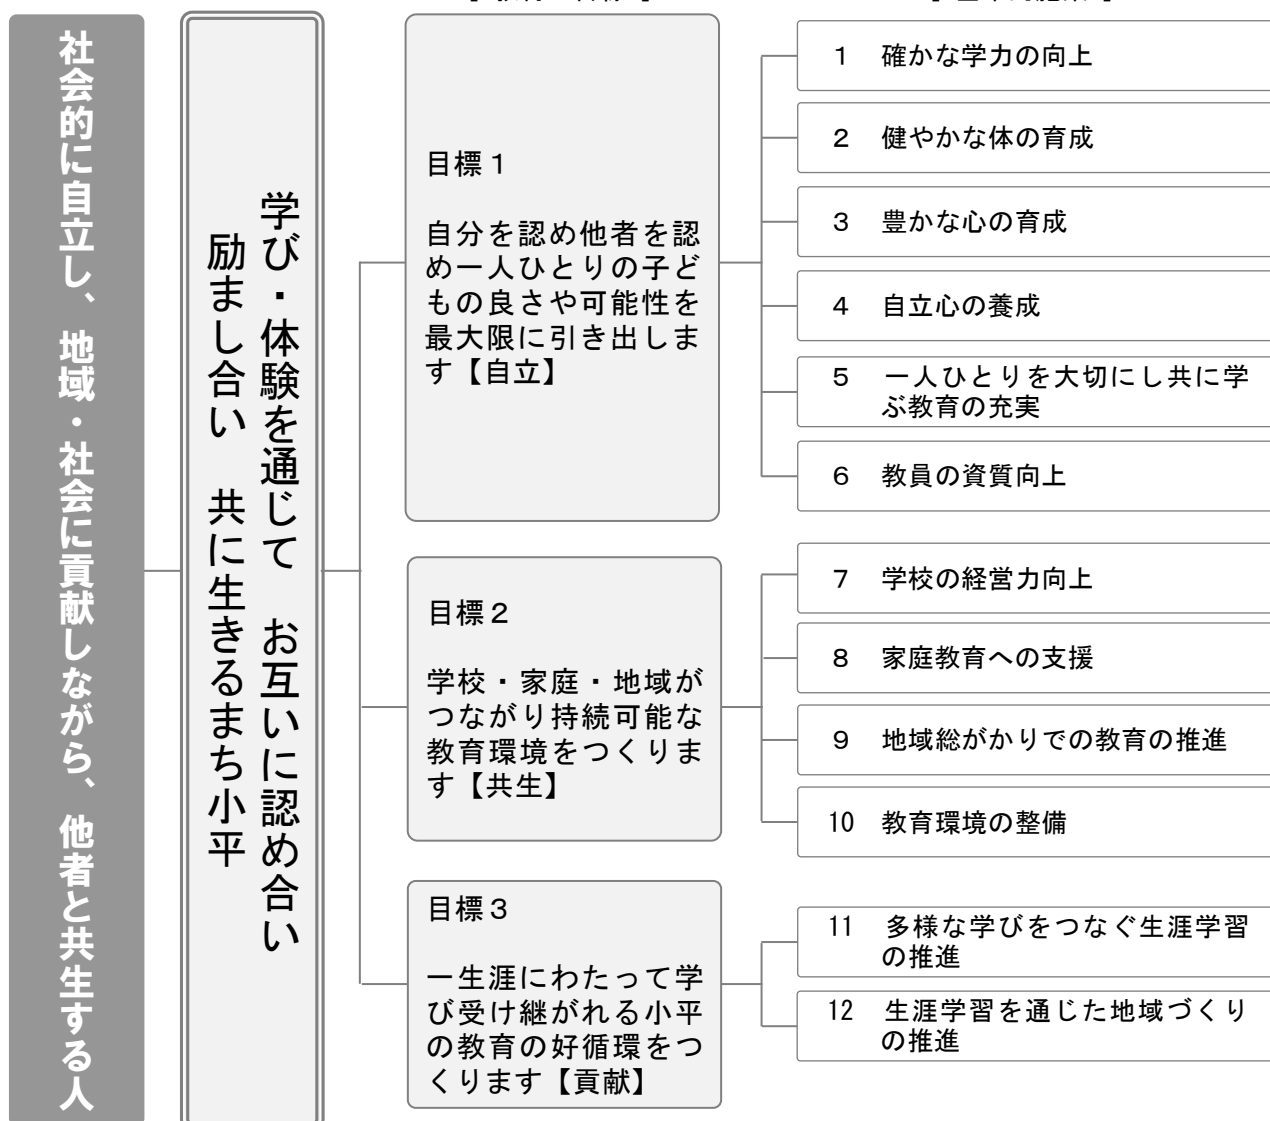 社会的に自立し、地域・社会に貢献しながら、他者と共生する人
学び・体験を通じて　お互いに認め合い
励まし合い　共に生きるまち小平
目標１
自分を認め他者を認
め一人ひとりの子ど
もの良さや可能性を
最大限に引き出しま
す【自立】
１　確かな学力の向上
２　健やかな体の育成
３　豊かな心の育成
４　自立心の養成
５　一人ひとりを大切にし共に学
ぶ教育の充実
６　教員の資質向上
目標２
学校・家庭・地域が
つながり持続可能な
教育環境をつくりま
す【共生】
７　学校の経営力向上
８　家庭教育への支援
９　地域総がかりでの教育の推進
10　教育環境の整備
目標３
一生涯にわたって学
び受け継がれる小平
の教育の好循環をつ
くります【貢献】
11　多様な学びをつなぐ生涯学習
の推進
12　生涯学習を通じた地域づくり
の推進